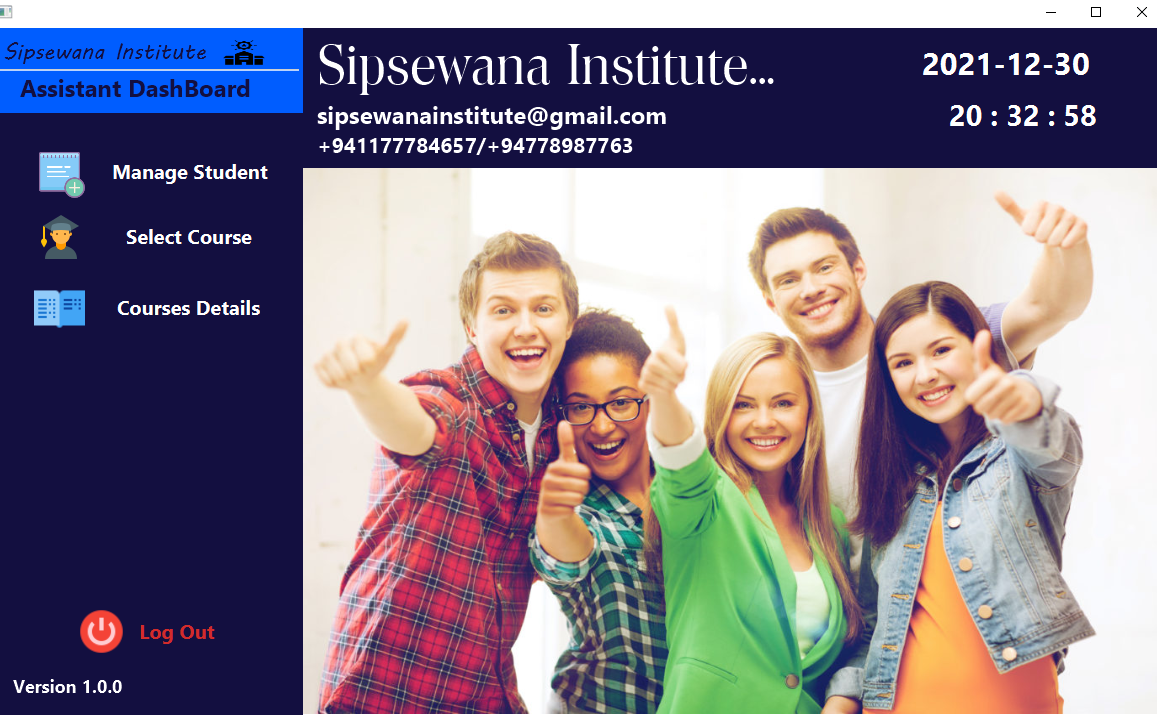 Sipsewana Institute
Assistant DashBoard
Manage Student
Select Course
Courses Details
Log Out
Version 1.0.0
Sipsewana Institute...
sipsewanainstitute@gmail.com
+941177784657/+94778987763
2021-12-30
20 : 32 : 58